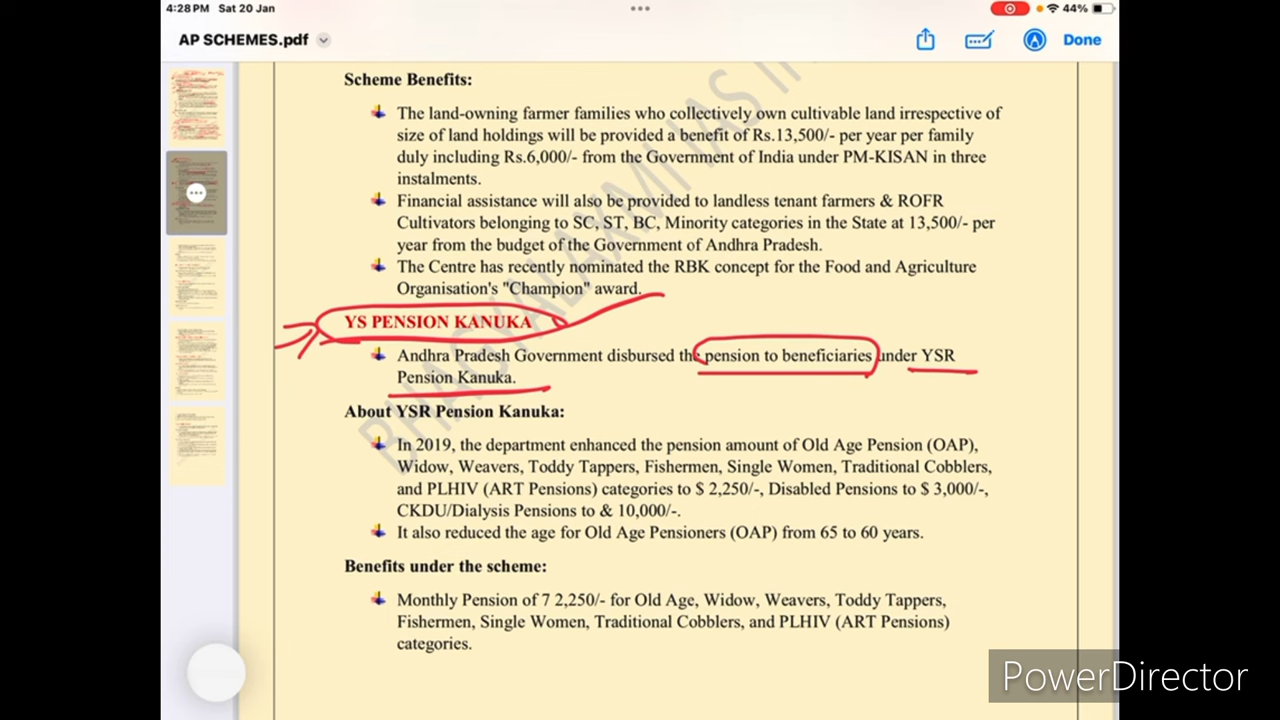 4:28 PM Sat 20 Jan
44%
AP SCHEMES.pdf
Done
Scheme Benefits:
The land-owning farmer families who collectively own cultivable land irrespective of
size of land holdings will be provided a benefit of Rs.13,500/- per year per family
duly including Rs.6,000/- from the Government of India under PM-KISAN in three
instalments.
Financial assistance will also be provided to landless tenant farmers & ROFR
Cultivators belonging to SC, ST, BC, Minority categories in the State at 13,500/- per
year from the budget of the Government of Andhra Pradesh.
The Centre has recently nominated the RBK concept for the Food and Agriculture
Organisation's "Champion" award.
YS PENSION KANUKA
Andhra Pradesh Government disbursed the pension to beneficiaries under YSR
Pension Kanuka.
About YSR Pension Kanuka:
In 2019, the department enhanced the pension amount of Old Age Pension (OAP),
Widow, Weavers, Toddy Tappers, Fishermen, Single Women, Traditional Cobblers,
and PLHIV (ART Pensions) categories to $ 2,250/-, Disabled Pensions to $ 3,000/-,
CKDU/Dialysis Pensions to & 10,000/-.
It also reduced the age for Old Age Pensioners (OAP) from 65 to 60 years.
Benefits under the scheme:
Monthly Pension of 7 2,250/- for Old Age, Widow, Weavers, Toddy Tappers,
Fishermen, Single Women, Traditional Cobblers, and PLHIV (ART Pensions)
categories.
BHAGYALAXMI IAS
PowerDirector